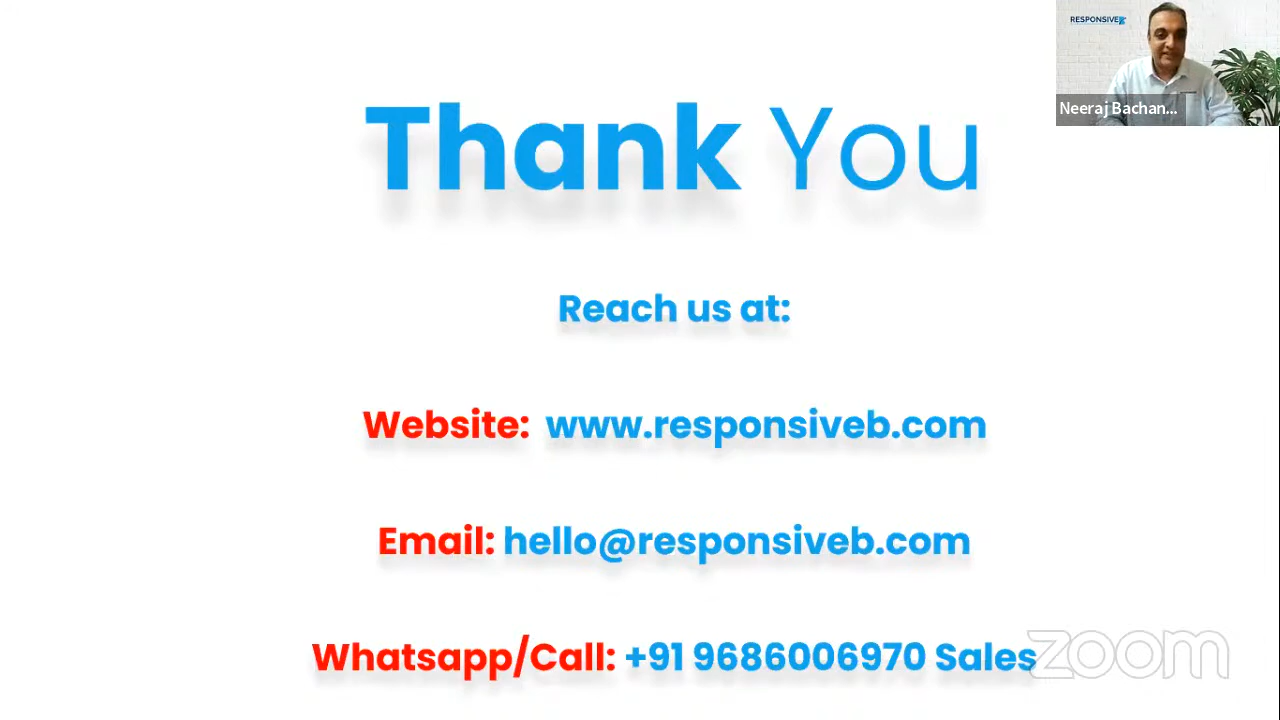 RESPONSIVE
Neeraj Bachan...
Thank You
Reach us at:
Website: www.responsiveb.com
Email: hello@responsiveb.com
Whatsapp/Call: +91 9686006970 Sales
zoom